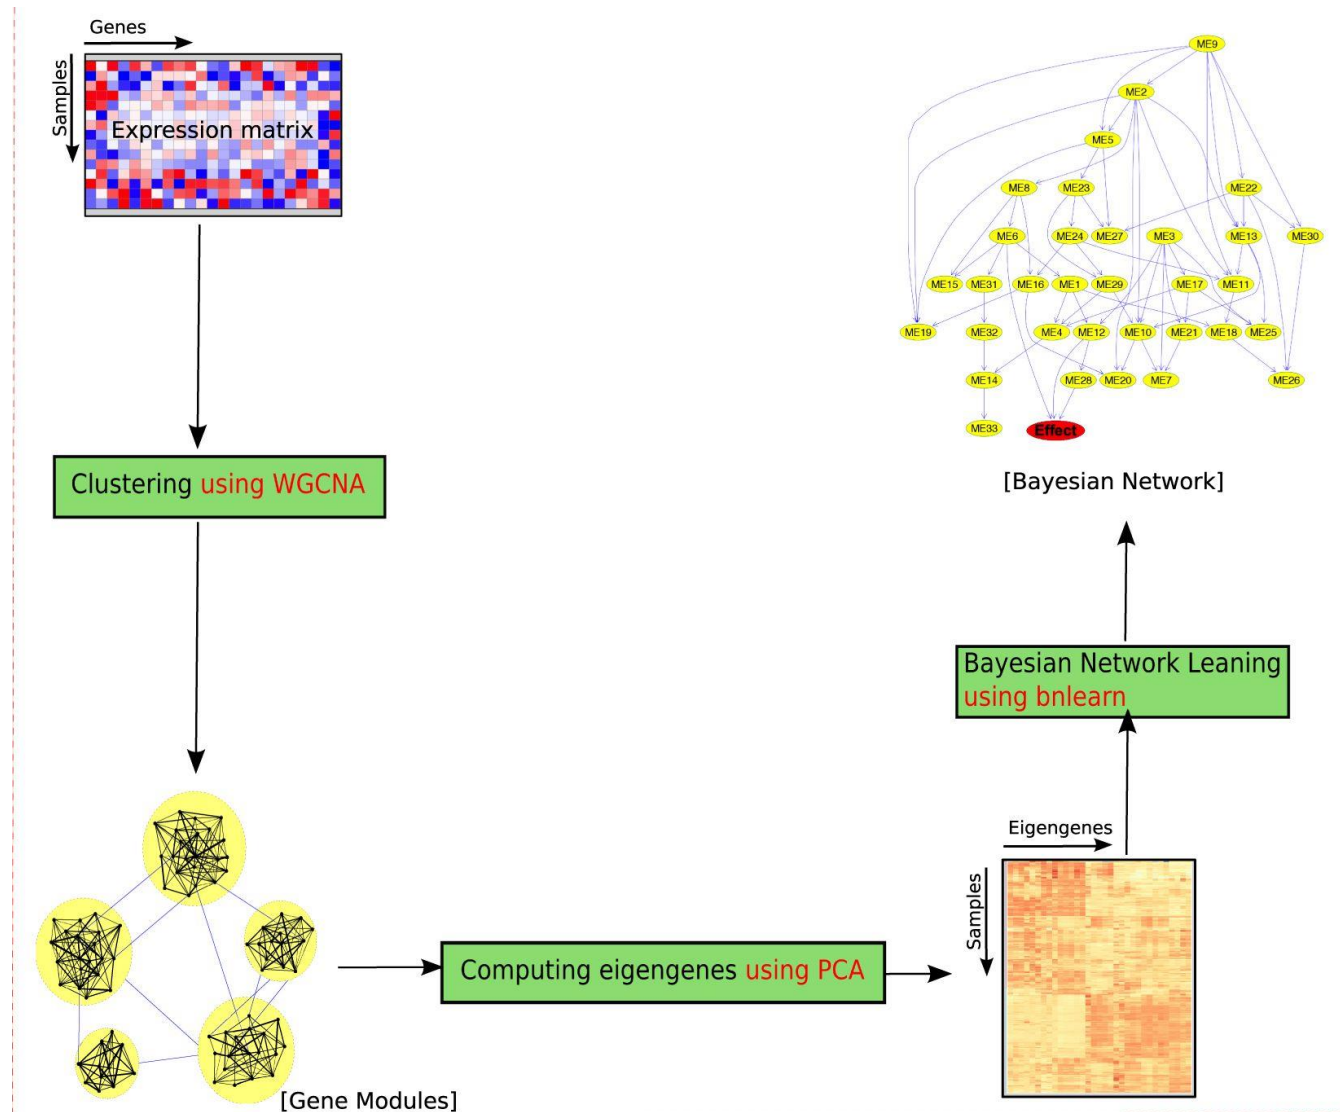 Genes
Samples
Expression matrix
Clustering using WGCNA
[Gene Modules]
Computing eigengenes using PCA
Eigengenes
Samples
Bayesian Network Leaning
using bnlearn
[Bayesian Network]
ME9
ME2
ME5
ME8 ME23 ME22
ME6 ME24 ME27 ME3 ME13 ME30
ME15 ME31 ME16 ME1 ME29 ME17 ME11
ME19 ME32 ME4 ME12 ME10 ME21 ME18 ME25
ME14 ME28 ME20 ME7 ME26
ME33 Effect